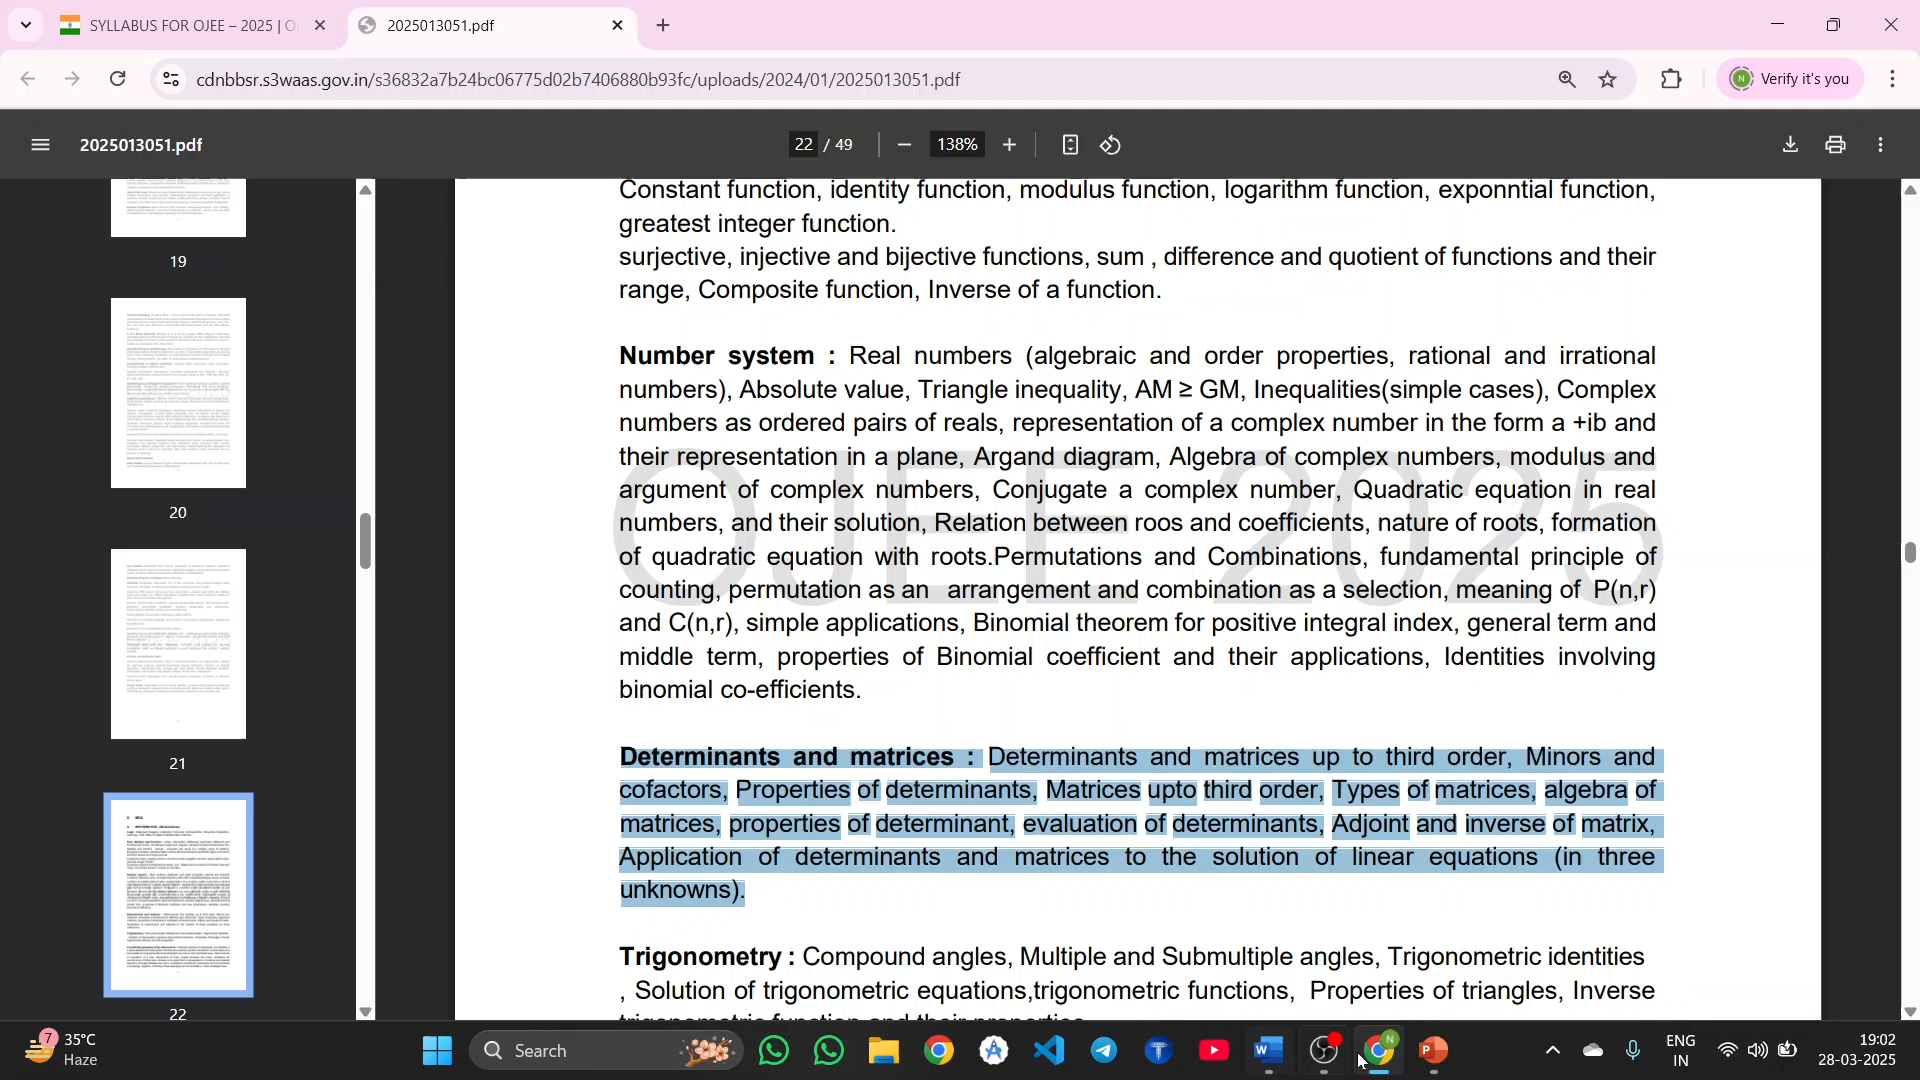 SYLLABUS FOR OJEE – 2025 | O
2025013051.pdf
cdnbbsr.s3waas.gov.in/s36832a7b24bc06775d02b7406880b93fc/uploads/2024/01/2025013051.pdf
N
Verify it's you
2025013051.pdf
22 / 49
138%
19
20
21
22
Constant function, identity function, modulus function, logarithm function, exponntial function,
greatest integer function.
surjective, injective and bijective functions, sum , difference and quotient of functions and their
range, Composite function, Inverse of a function.
Number system : Real numbers (algebraic and order properties, rational and irrational
numbers), Absolute value, Triangle inequality, AM ≥ GM, Inequalities(simple cases), Complex
numbers as ordered pairs of reals, representation of a complex number in the form a +ib and
their representation in a plane, Argand diagram, Algebra of complex numbers, modulus and
argument of complex numbers, Conjugate a complex number, Quadratic equation in real
numbers, and their solution, Relation between roos and coefficients, nature of roots, formation
of quadratic equation with roots.Permutations and Combinations, fundamental principle of
counting, permutation as an arrangement and combination as a selection, meaning of P(n,r)
and C(n,r), simple applications, Binomial theorem for positive integral index, general term and
middle term, properties of Binomial coefficient and their applications, Identities involving
binomial co-efficients.
OJEE 2025
Determinants and matrices : Determinants and matrices up to third order, Minors and
cofactors, Properties of determinants, Matrices upto third order, Types of matrices, algebra of
matrices, properties of determinant, evaluation of determinants, Adjoint and inverse of matrix,
Application of determinants and matrices to the solution of linear equations (in three
unknowns).
Trigonometry : Compound angles, Multiple and Submultiple angles, Trigonometric identities
, Solution of trigonometric equations,trigonometric functions, Properties of triangles, Inverse
trigonometric function and their properties
7
35°C
Haze
Search
ENG
IN
19:02
28-03-2025